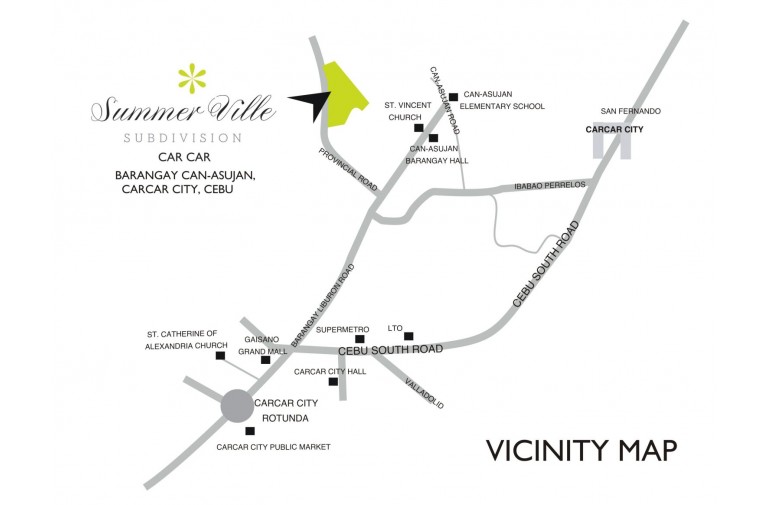 Summer Ville
SUBDIVISION
CAR CAR
BARANGAY CAN-ASUJAN,
CARCAR CITY, CEBU
PROVINCIAL ROAD
ST. VINCENT
CHURCH
CAN-ASUJAN ROAD
CAN-ASUJAN
ELEMENTARY SCHOOL
CAN-ASUJAN
BARANGAY HALL
SAN FERNANDO
CARCAR CITY
IBABAO PERRELOS
CEBU SOUTH ROAD
BARANGAY LIBURON ROAD
ST. CATHERINE OF
ALEXANDRIA CHURCH
GAISANO
GRAND MALL
SUPERMETRO
LTO
CEBU SOUTH ROAD
CARCAR CITY HALL
VALLADOLID
CARCAR CITY
ROTUNDA
CARCAR CITY PUBLIC MARKET
VICINITY MAP